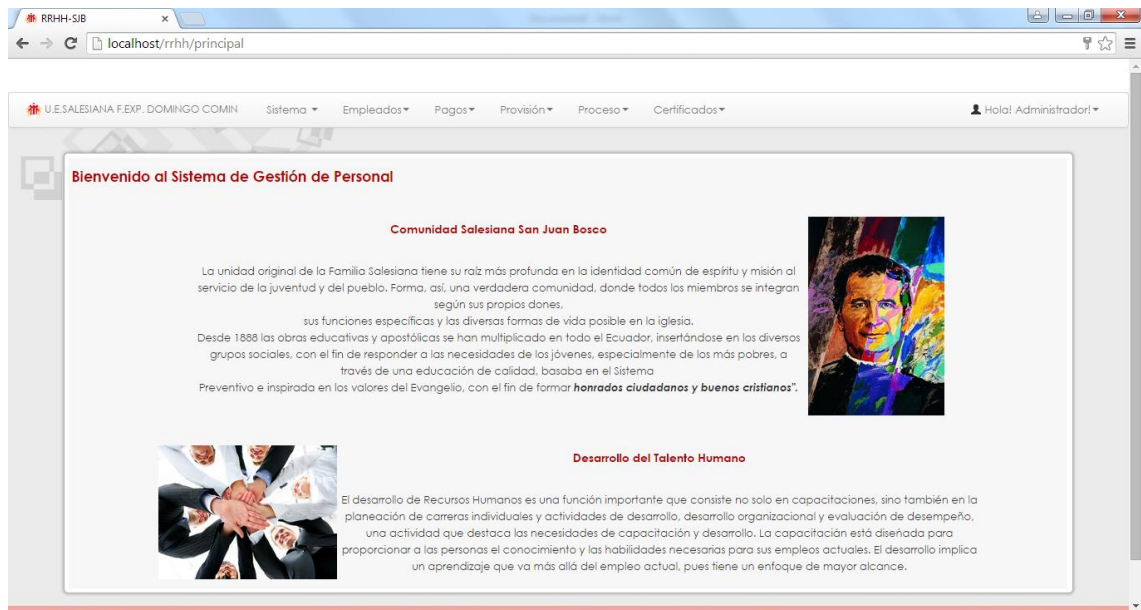 RRHH-SJB
localhost/rrhh/principal
U.E.SALESIANA F.EXP. DOMINGO COMIN Sistema Empleados Pagos Provisión Proceso Certificados Hola! Administrador!
Bienvenido al Sistema de Gestión de Personal
Comunidad Salesiana San Juan Bosco
La unidad original de la Familia Salesiana tiene su raíz más profunda en la identidad común de espíritu y misión al
servicio de la juventud y del pueblo. Forma, así, una verdadera comunidad, donde todos los miembros se integran
según sus propios dones,
sus funciones específicas y las diversas formas de vida posible en la iglesia.
Desde 1888 las obras educativas y apostólicas se han multiplicado en todo el Ecuador, insertándose en los diversos
grupos sociales, con el fin de responder a las necesidades de los jóvenes, especialmente de los más pobres, a
través de una educación de calidad, basaba en el Sistema
Preventivo e inspirada en los valores del Evangelio, con el fin de formar honrados ciudadanos y buenos cristianos".
Desarrollo del Talento Humano
El desarrollo de Recursos Humanos es una función importante que consiste no solo en capacitaciones, sino también en la
planeación de carreras individuales y actividades de desarrollo, desarrollo organizacional y evaluación de desempeño,
una actividad que destaca las necesidades de capacitación y desarrollo. La capacitación está diseñada para
proporcionar a las personas el conocimiento y las habilidades necesarias para sus empleos actuales. El desarrollo implica
un aprendizaje que va más allá del empleo actual, pues tiene un enfoque de mayor alcance.